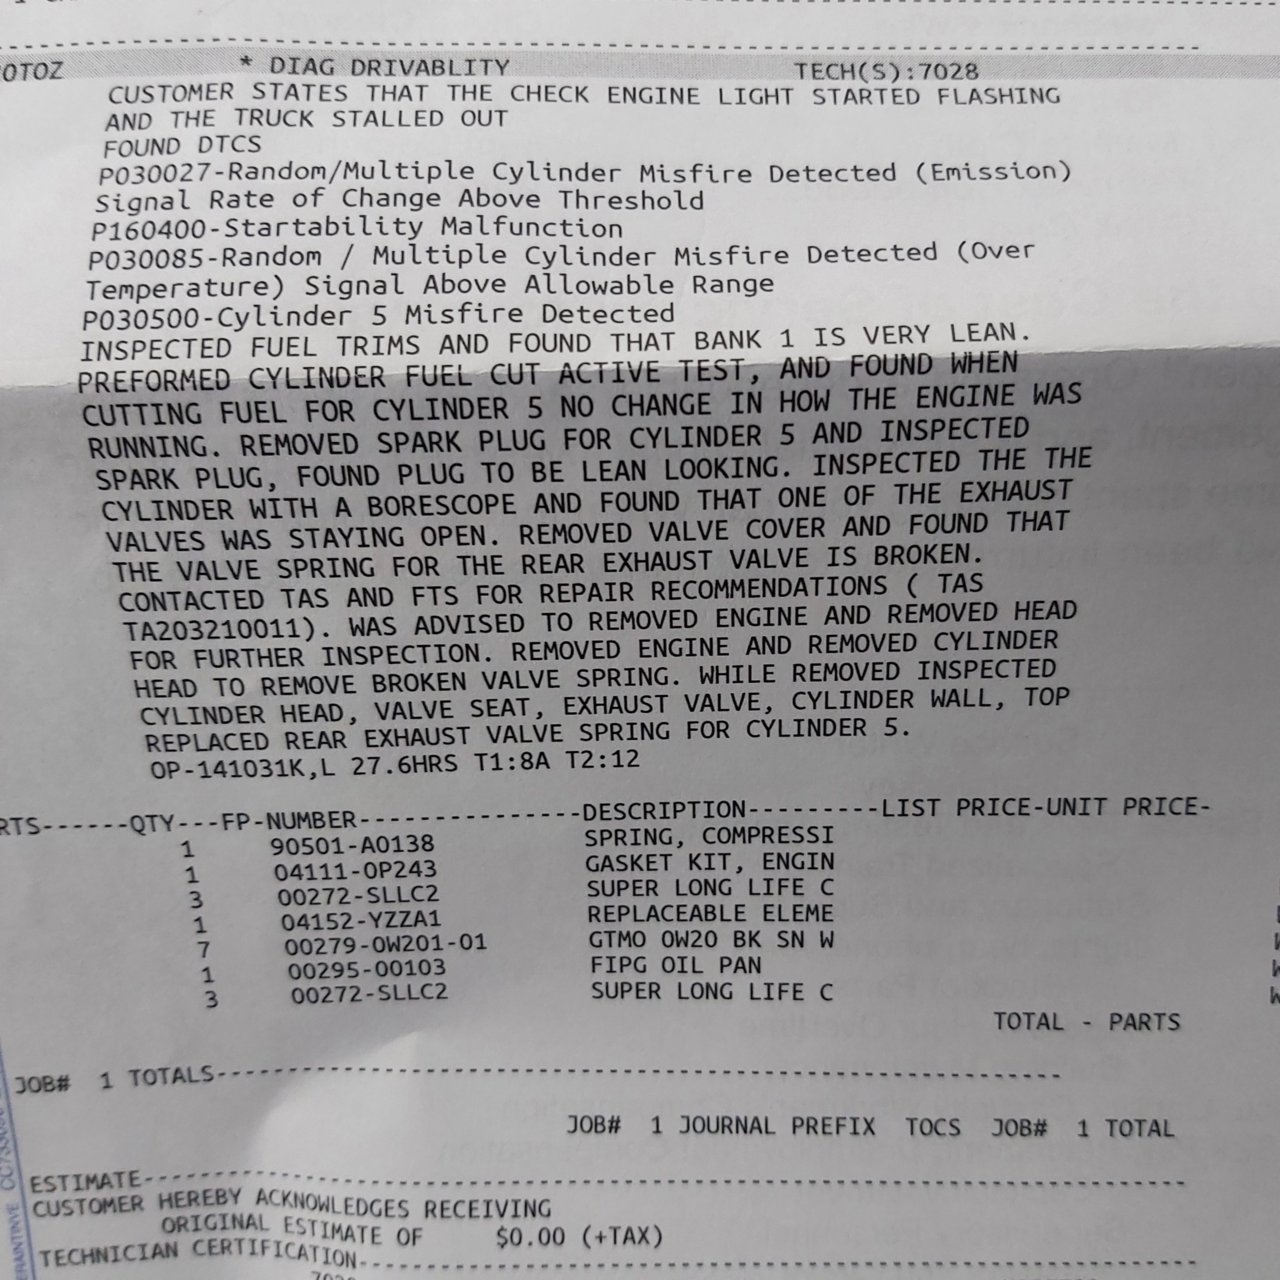 OTOZ * DIAG DRIVABLITY TECH(S):7028
CUSTOMER STATES THAT THE CHECK ENGINE LIGHT STARTED FLASHING
AND THE TRUCK STALLED OUT
FOUND DTCS
P030027-Random/Multiple Cylinder Misfire Detected (Emission)
Signal Rate of Change Above Threshold
P160400-Startability Malfunction
P030085-Random / Multiple Cylinder Misfire Detected (Over
Temperature) Signal Above Allowable Range
P030500-Cylinder 5 Misfire Detected
INSPECTED FUEL TRIMS AND FOUND THAT BANK 1 IS VERY LEAN.
PREFORMED CYLINDER FUEL CUT ACTIVE TEST, AND FOUND WHEN
CUTTING FUEL FOR CYLINDER 5 NO CHANGE IN HOW THE ENGINE WAS
RUNNING. REMOVED SPARK PLUG FOR CYLINDER 5 AND INSPECTED
SPARK PLUG, FOUND PLUG TO BE LEAN LOOKING. INSPECTED THE THE
CYLINDER WITH A BORESCOPE AND FOUND THAT ONE OF THE EXHAUST
VALVES WAS STAYING OPEN. REMOVED VALVE COVER AND FOUND THAT
THE VALVE SPRING FOR THE REAR EXHAUST VALVE IS BROKEN.
CONTACTED TAS AND FTS FOR REPAIR RECOMMENDATIONS ( TAS
TA203210011). WAS ADVISED TO REMOVED ENGINE AND REMOVED HEAD
FOR FURTHER INSPECTION. REMOVED ENGINE AND REMOVED CYLINDER
HEAD TO REMOVE BROKEN VALVE SPRING. WHILE REMOVED INSPECTED
CYLINDER HEAD, VALVE SEAT, EXHAUST VALVE, CYLINDER WALL, TOP
REPLACED REAR EXHAUST VALVE SPRING FOR CYLINDER 5.
OP-141031K,L 27.6HRS T1:8A T2:12
RTS------QTY---FP-NUMBER---------------DESCRIPTION---------LIST PRICE-UNIT PRICE-
1 90501-A0138 SPRING, COMPRESSI
1 04111-0P243 GASKET KIT, ENGIN
3 00272-SLLC2 SUPER LONG LIFE C
1 04152-YZZA1 REPLACEABLE ELEME
7 00279-0W201-01 GTMO 0W20 BK SN W
1 00295-00103 FIPG OIL PAN
3 00272-SLLC2 SUPER LONG LIFE C
TOTAL - PARTS
JOB# 1 TOTALS------------------------------------------------------------
JOB# 1 JOURNAL PREFIX TOCS JOB# 1 TOTAL
ESTIMATE--------------------------------------------------------------------------
CUSTOMER HEREBY ACKNOWLEDGES RECEIVING
ORIGINAL ESTIMATE OF $0.00 (+TAX)
TECHNICIAN CERTIFICATION------------------------------------------------------------